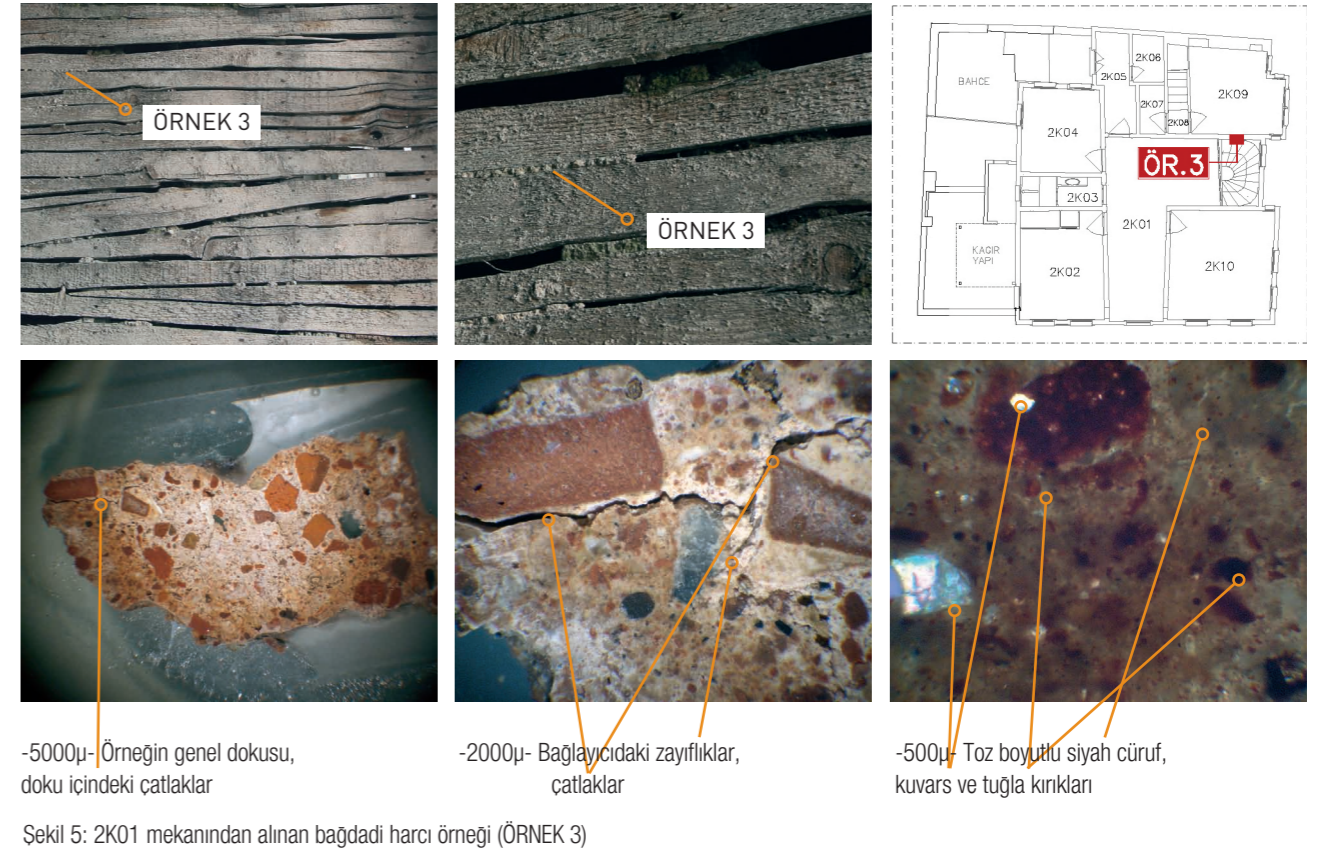 ÖRNEK 3
ÖRNEK 3
BAHCE
2K06
2K05
2K09
2K07
2K04
2K08
ÖR.3
2K03
2K01
KAGIR
YAPI
2K02
2K10
-5000µ- Örneğin genel dokusu,
doku içindeki çatlaklar
-2000µ- Bağlayıcıdaki zayıflıklar,
çatlaklar
-500µ- Toz boyutlu siyah cüruf,
kuvars ve tuğla kırıkları
Şekil 5: 2K01 mekanından alınan bağdadi harcı örneği (ÖRNEK 3)